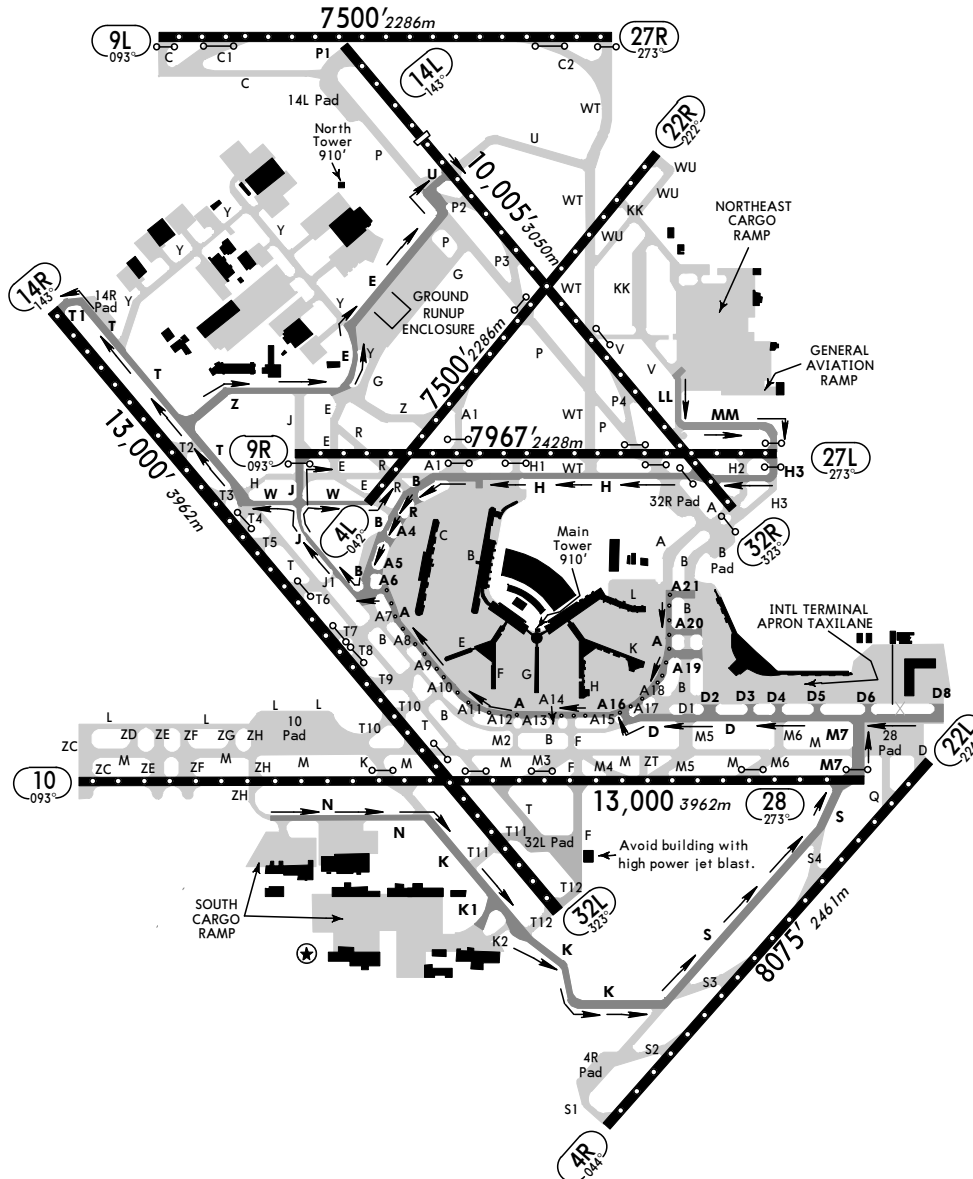 7500' 2286m
9L
093°
27R
273°
P1
C
C1
C2
C
14L
143°
14L Pad
WT
North
Tower
910'
P
U
22R
222°
WU
WU
U
10,005' 3050m
WT
KK
WU
P2
P
P3
G
Y
Y
Y
Y
E
NORTHEAST
CARGO
RAMP
14R
143°
14R
Pad
T1
T
WT
KK
GROUND
RUNUP
ENCLOSURE
Y
E
Y
G
7500' 2286m
V
V
P
GENERAL
AVIATION
RAMP
T
Z
J
E
Z
A1
WT
P4
P
LL
MM
13,000' 3962m
T2
T
9R
093°
E
R
7967' 2428m
27L
273°
H
E
R
A1
H1
WT
H2
H3
H3
T3
W
J
W
E
R
B
H
H
32R Pad
A
T4
T5
4L
042°
B
R
A4
C
B
Main
Tower
910'
A
B
Pad
32R
323°
J
T
J1
B
A5
A6
T6
L
A21
B
A20
INTL TERMINAL
APRON TAXILANE
T7
T8
A7
A
B
A8
E
F
G
K
H
A
A19
T9
A9
A10
A11
A12
A
A13
A14
A15
A16
A17
A18
B
D1
D2
D3
D4
D5
D6
D8
L
L
L
10
Pad
T10
T10
T
M2
B
F
D
M5
D
M6
M
M7
28
Pad
D
22L
ZC
ZD
ZE
ZF
ZG
ZH
ZC
M
ZE
ZF
M
ZH
M
K
M
M
M3
F
M4
M
ZT
M5
M6
M7
10
093°
13,000 3962m
28
273°
ZH
N
N
K
T
T11
T11
32L Pad
F
Avoid building with
high power jet blast.
S
S4
Q
SOUTH
CARGO
RAMP
K1
K2
T12
T12
32L
323°
K
K
S
S3
8075' 2461m
S2
4R
Pad
S1
4R
044°